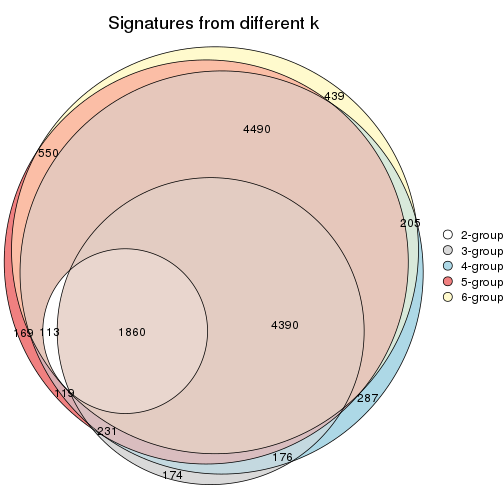 Signatures from different k
439
4490
550
205
2-group
3-group
4-group
5-group
6-group
4390
169
113
1860
119
287
231
176
174